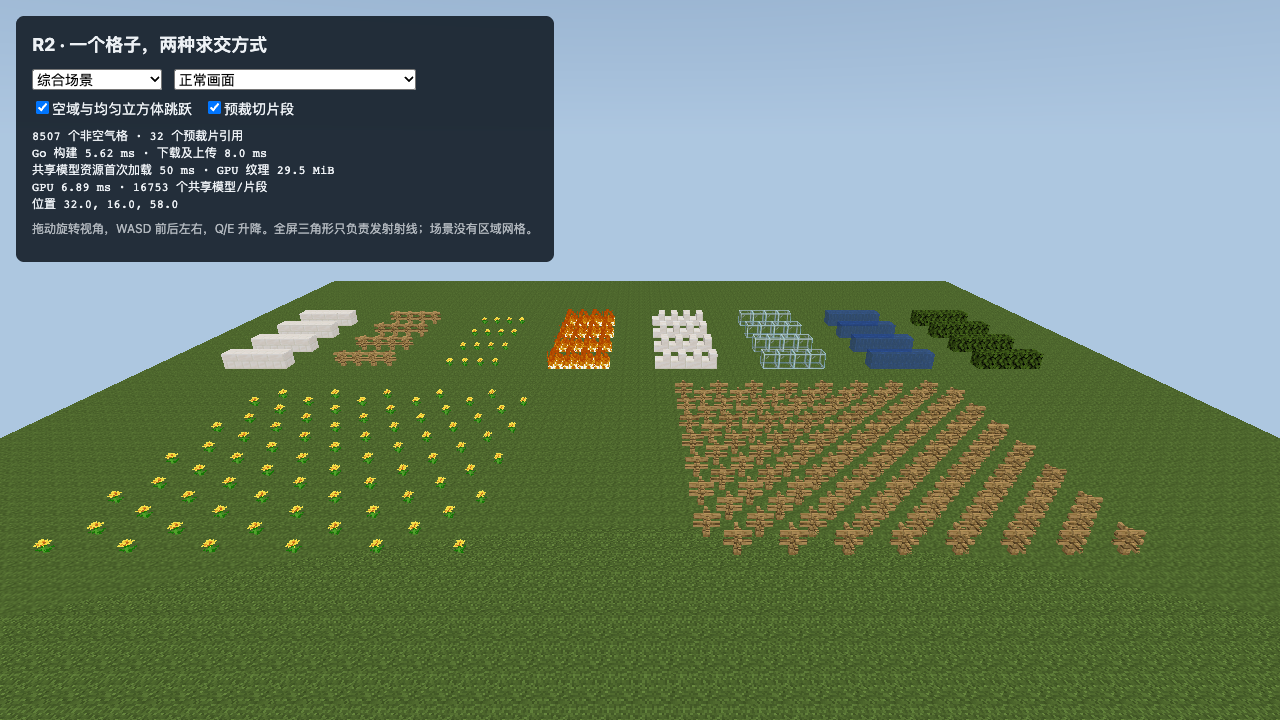 R2 · 一个格子，两种求交方式
综合场景 正常画面
空域与均匀立方体跳跃 预裁切片段
8507 个非空气格 · 32 个预裁片引用
Go 构建 5.62 ms · 下载及上传 8.0 ms
共享模型资源首次加载 50 ms · GPU 纹理 29.5 MiB
GPU 6.89 ms · 16753 个共享模型/片段
位置 32.0, 16.0, 58.0
拖动旋转视角，WASD 前后左右，Q/E 升降。全屏三角形只负责发射射线；场景没有区域网格。